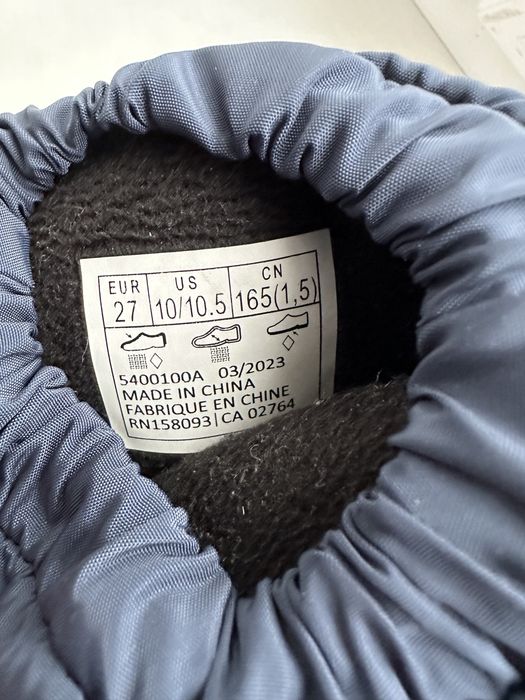 EUR US CN
27 10/10.5 165(1,5)
5400100A 03/2023
MADE IN CHINA
FABRIQUE EN CHINE
RN158093|CA 02764